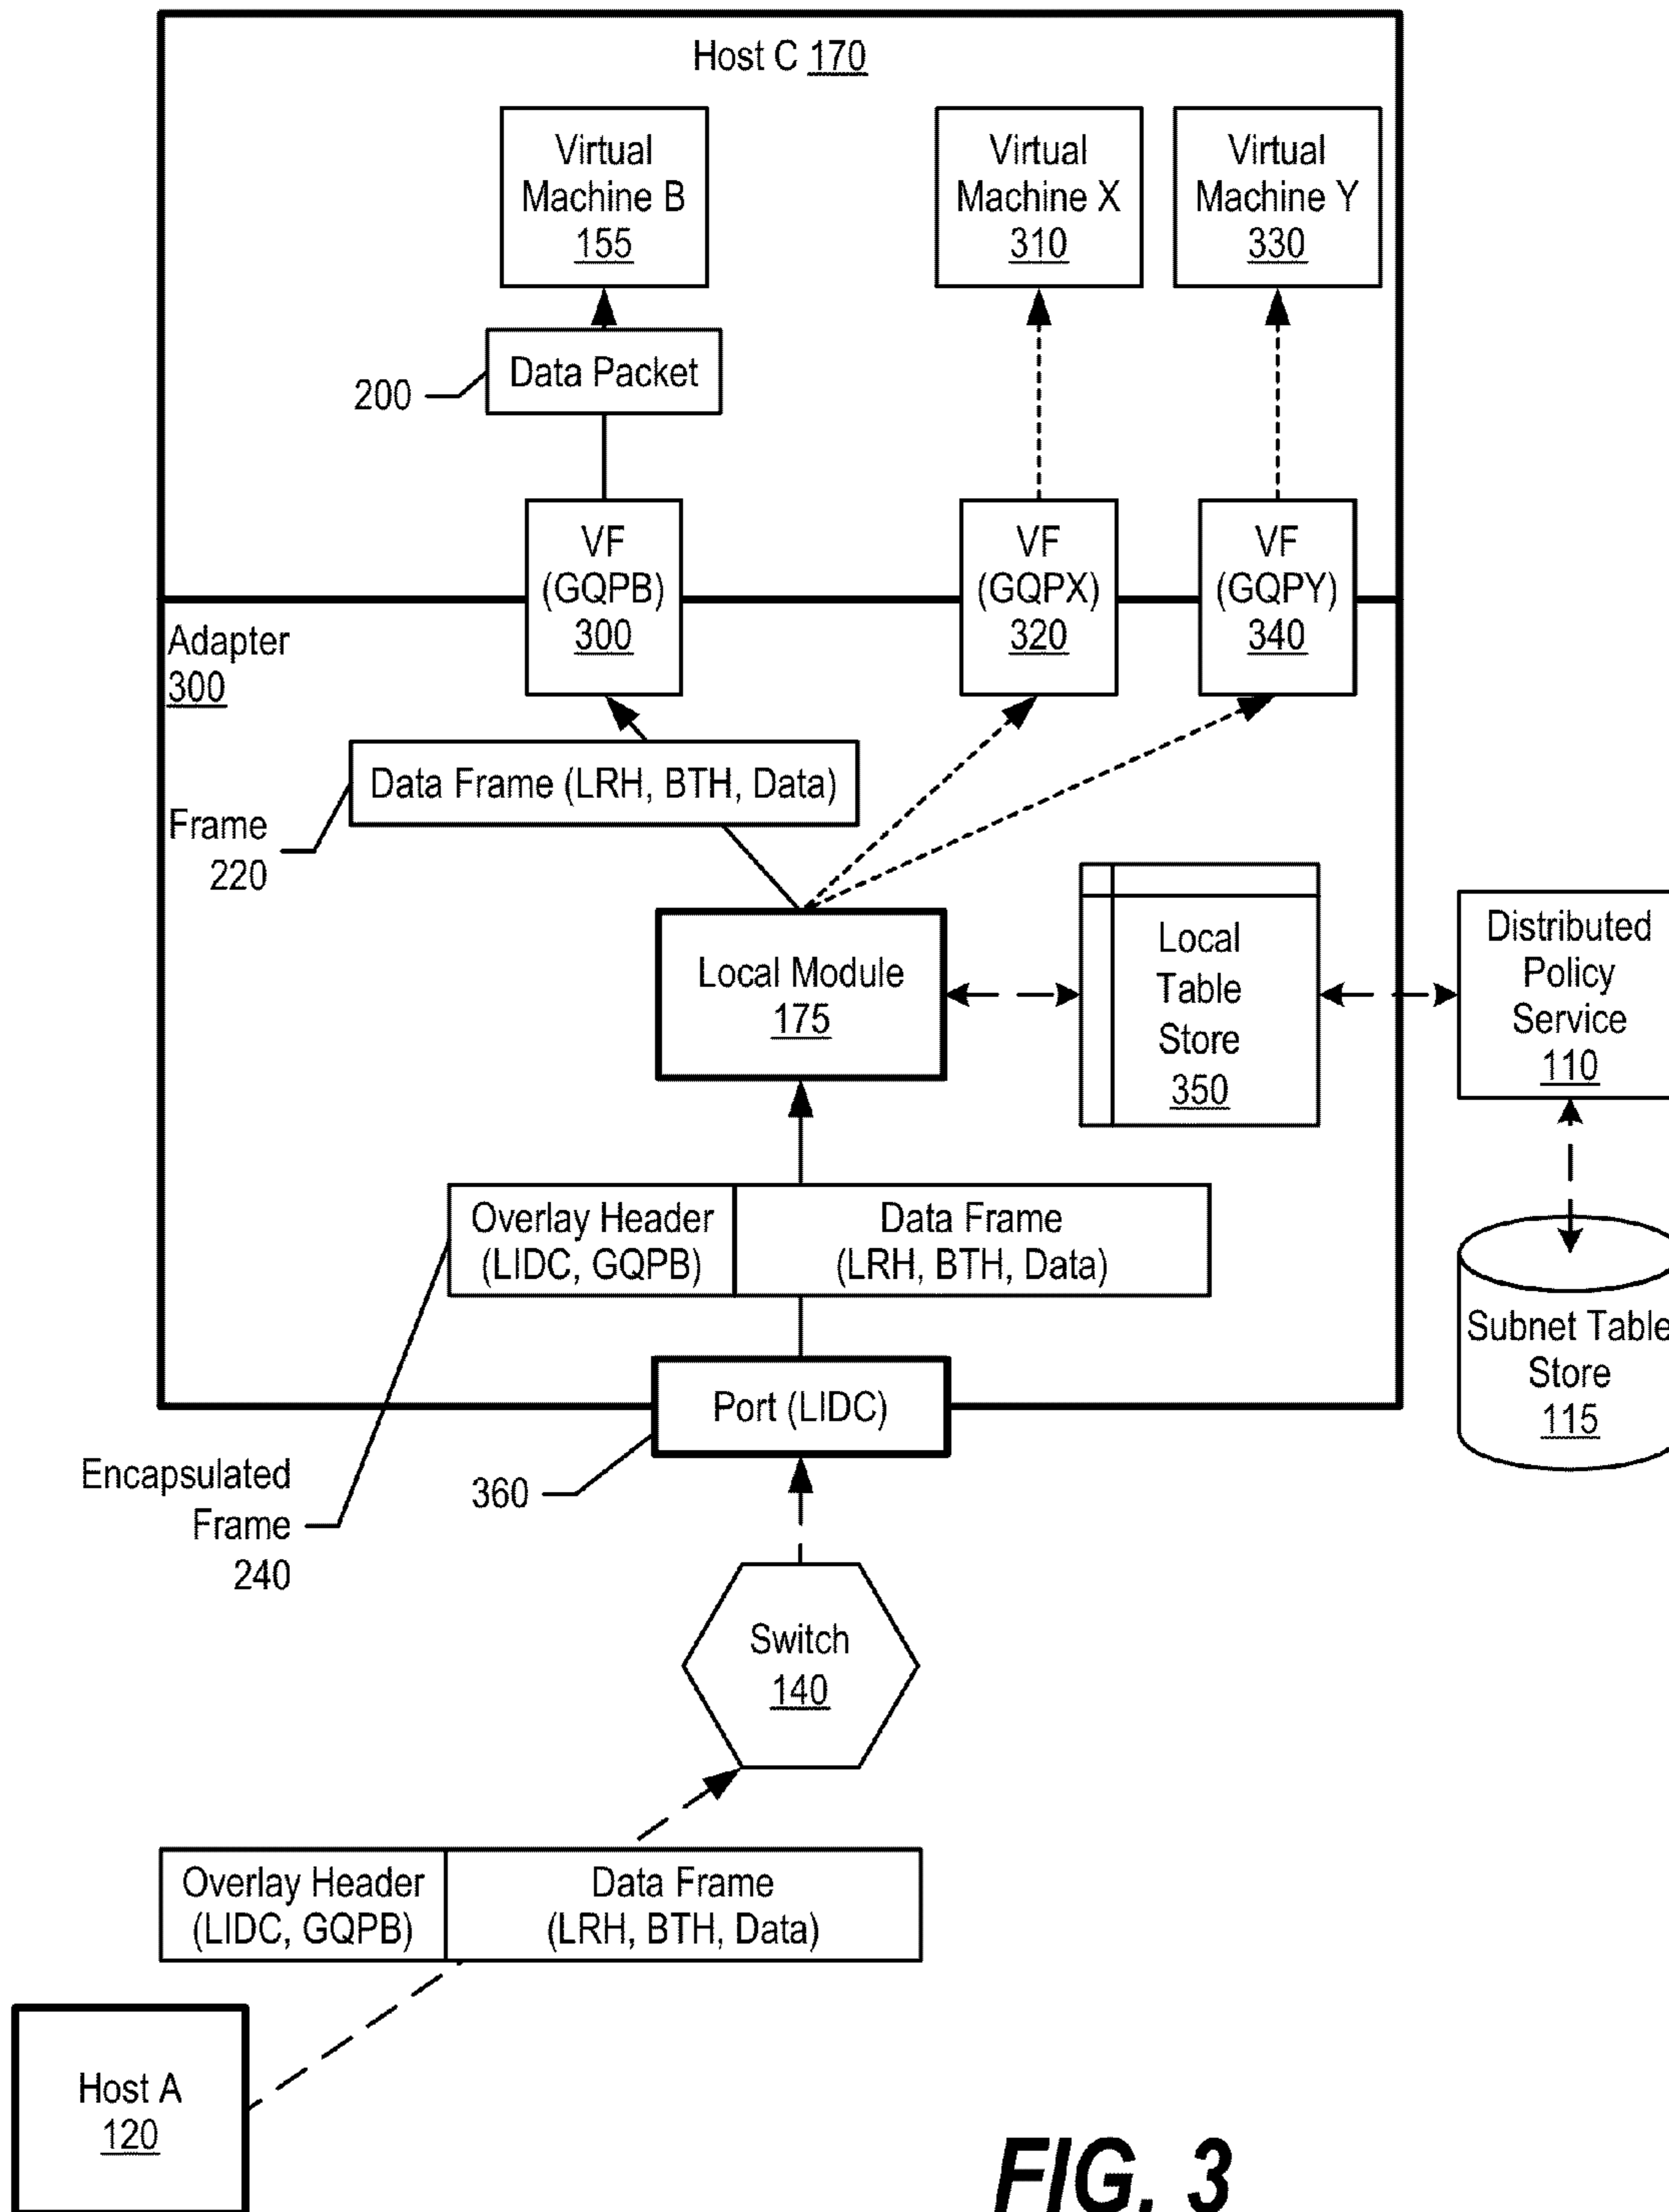 Host C 170
Virtual
Machine B
155
Virtual
Machine X
310
Virtual
Machine Y
330
200
Data Packet
VF
(GQPB)
300
VF
(GQPX)
320
VF
(GQPY)
340
Adapter
300
Data Frame (LRH, BTH, Data)
Frame
220
Local Module
175
Local
Table
Store
350
Distributed
Policy
Service
110
Overlay Header
(LIDC, GQPB)
Data Frame
(LRH, BTH, Data)
Subnet Table
Store
115
Port (LIDC)
360
Encapsulated
Frame
240
Switch
140
Overlay Header
(LIDC, GQPB)
Data Frame
(LRH, BTH, Data)
Host A
120
FIG. 3